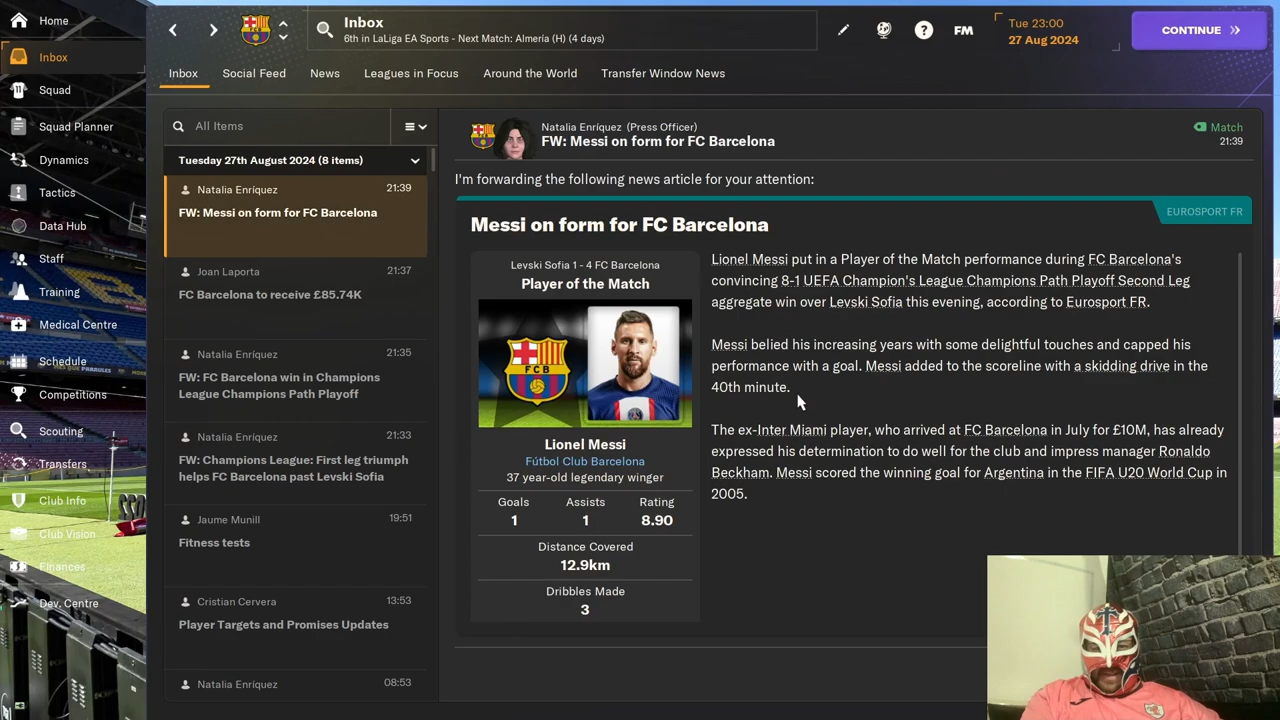 Home
Inbox
Squad
Squad Planner
Dynamics
Tactics
Data Hub
Staff
Training
Medical Centre
Schedule
Competitions
Scouting
Transfers
Club Info
Club Vision
Finances
Dev. Centre
Inbox
6th in LaLiga EA Sports - Next Match: Almería (H) (4 days)
FM
Tue 23:00
27 Aug 2024
CONTINUE
Inbox
Social Feed
News
Leagues in Focus
Around the World
Transfer Window News
All Items
Tuesday 27th August 2024 (8 items)
Natalia Enríquez 21:39
FW: Messi on form for FC Barcelona
Joan Laporta 21:37
FC Barcelona to receive £85.74K
Natalia Enríquez 21:35
FW: FC Barcelona win in Champions
League Champions Path Playoff
Natalia Enríquez 21:33
FW: Champions League: First leg triumph
helps FC Barcelona past Levski Sofia
Jaume Munill 19:51
Fitness tests
Cristian Cervera 13:53
Player Targets and Promises Updates
Natalia Enríquez 08:53
Natalia Enríquez (Press Officer)
FW: Messi on form for FC Barcelona
Match
21:39
I'm forwarding the following news article for your attention:
EUROSPORT FR
Messi on form for FC Barcelona
Levski Sofia 1 - 4 FC Barcelona
Player of the Match
FCB
Lionel Messi
Fútbol Club Barcelona
37 year-old legendary winger
Goals Assists Rating
1 1 8.90
Distance Covered
12.9km
Dribbles Made
3
Lionel Messi put in a Player of the Match performance during FC Barcelona's
convincing 8-1 UEFA Champion's League Champions Path Playoff Second Leg
aggregate win over Levski Sofia this evening, according to Eurosport FR.
Messi belied his increasing years with some delightful touches and capped his
performance with a goal. Messi added to the scoreline with a skidding drive in the
40th minute.
The ex-Inter Miami player, who arrived at FC Barcelona in July for £10M, has already
expressed his determination to do well for the club and impress manager Ronaldo
Beckham. Messi scored the winning goal for Argentina in the FIFA U20 World Cup in
2005.